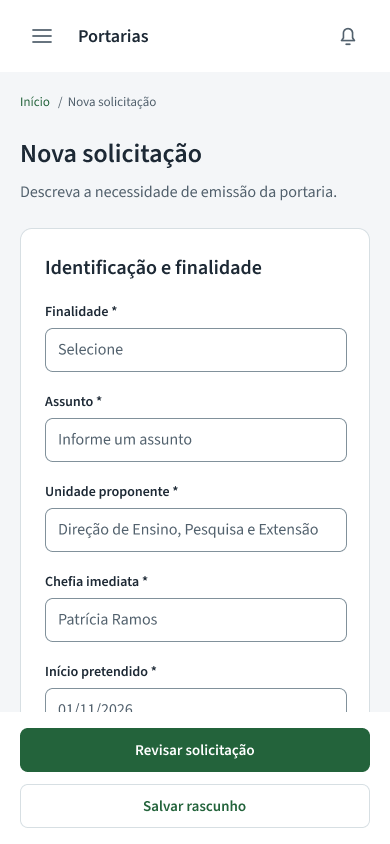 Portarias
Início / Nova solicitação
Nova solicitação
Descreva a necessidade de emissão da portaria.
Identificação e finalidade
Finalidade *
Selecione
Assunto *
Informe um assunto
Unidade proponente *
Direção de Ensino, Pesquisa e Extensão
Chefia imediata *
Patrícia Ramos
Início pretendido *
01/11/2026
Revisar solicitação
Salvar rascunho